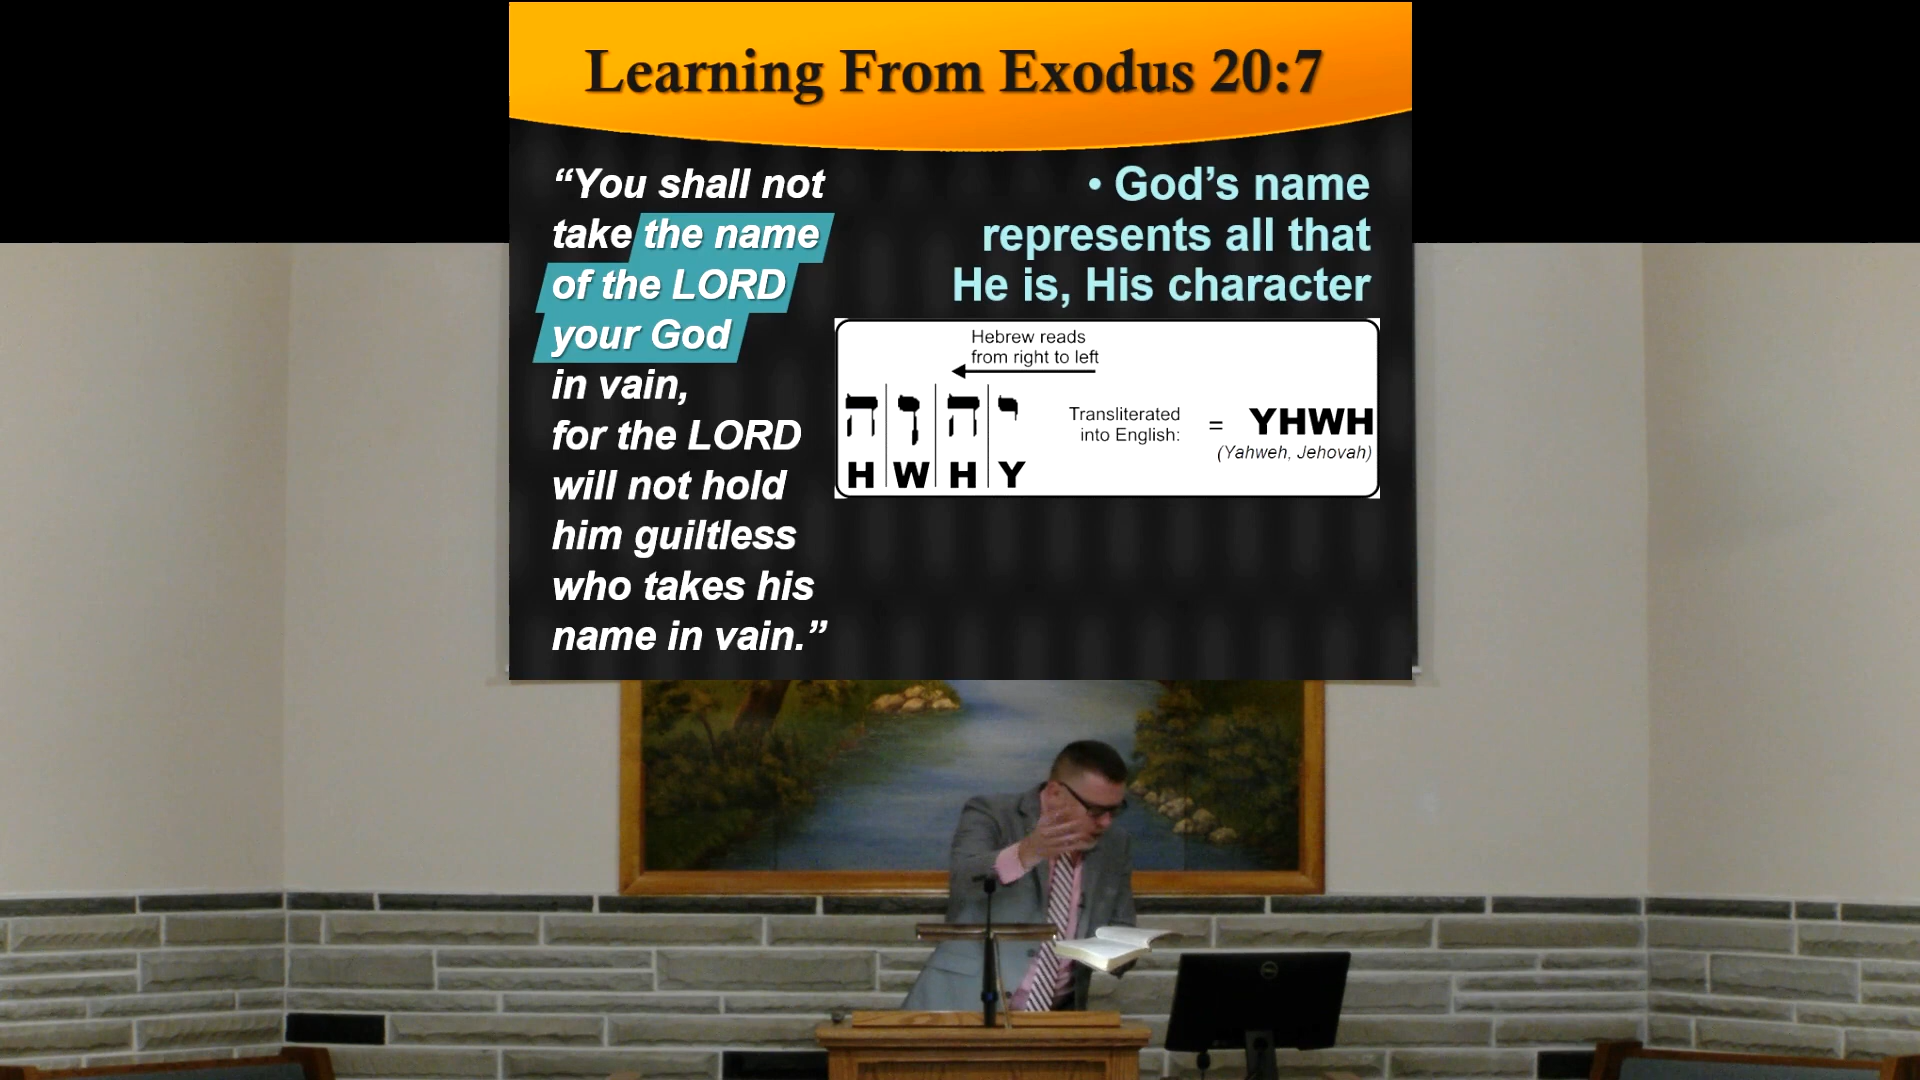 Learning From Exodus 20:7
“You shall not
take the name
of the LORD
your God
in vain,
for the LORD
will not hold
him guiltless
who takes his
name in vain.”
• God’s name
represents all that
He is, His character
Hebrew reads
from right to left
יהוה
H W H Y
Transliterated
into English:
= YHWH
(Yahweh, Jehovah)
DELL